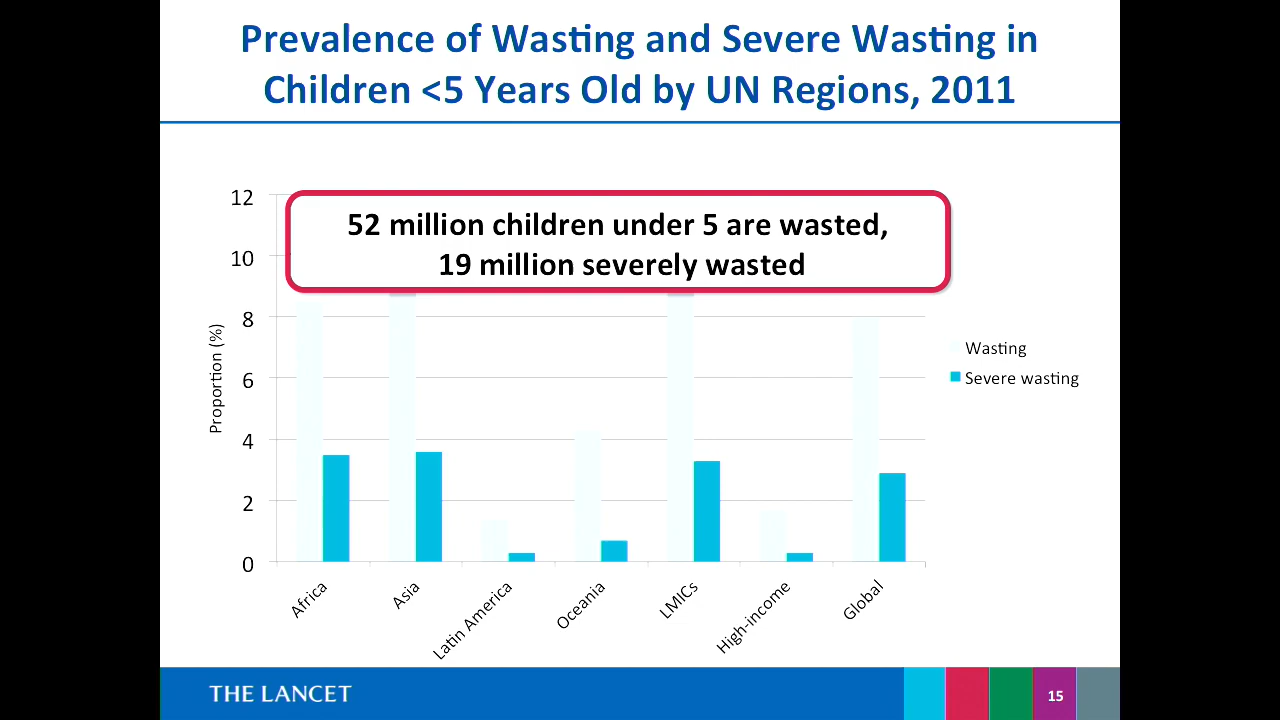 Prevalence of Wasting and Severe Wasting in
Children <5 Years Old by UN Regions, 2011
52 million children under 5 are wasted,
19 million severely wasted
Proportion (%)
12
10
8
6
4
2
0
Africa
Asia
Latin America
Oceania
LMICs
High-income
Global
Wasting
Severe wasting
THE LANCET
15